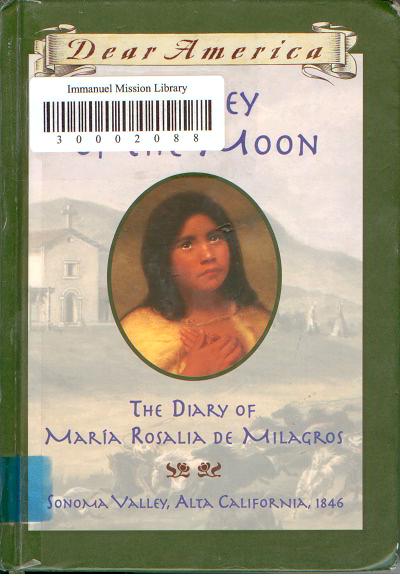 Dear America
Immanuel Mission Library
30002088
EY
MOON
THE DIARY OF
MARÍA ROSALIA DE MILAGROS
SONOMA VALLEY, ALTA CALIFORNIA, 1846